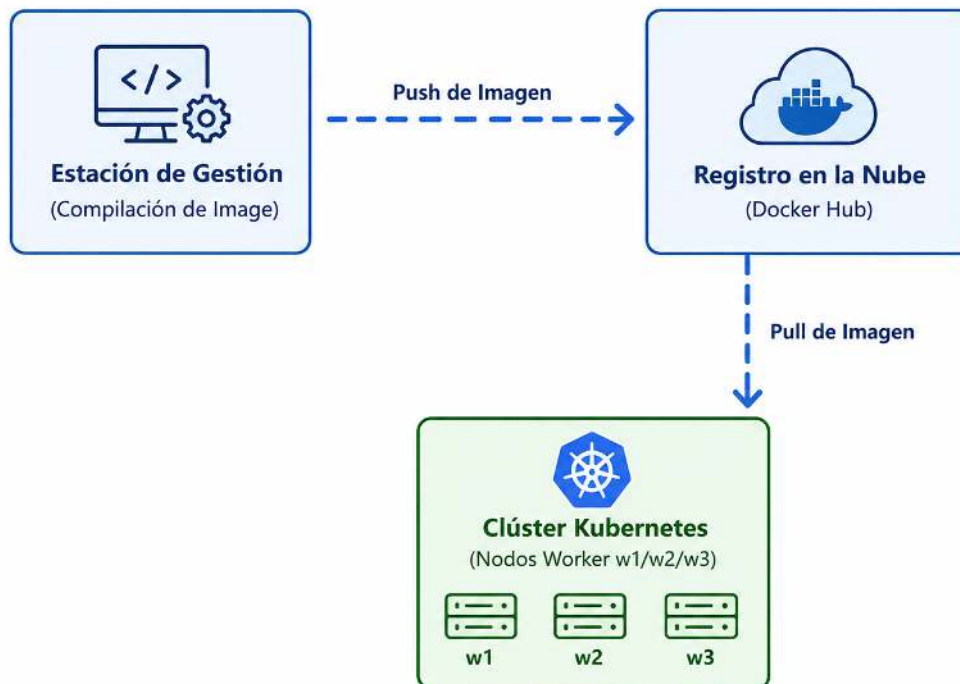 </>
Estación de Gestión
(Compilación de Image)
Push de Imagen
Registro en la Nube
(Docker Hub)
Pull de Imagen
Clúster Kubernetes
(Nodos Worker w1/w2/w3)
w1
w2
w3